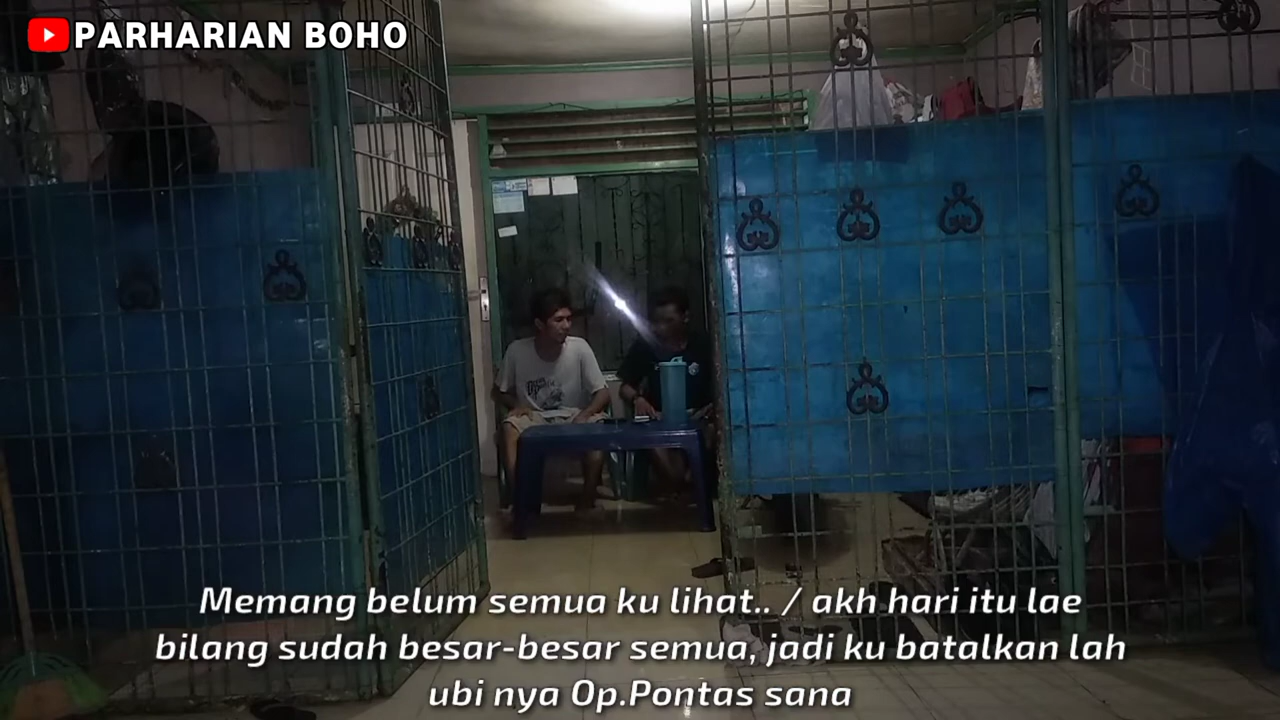 PARHARIAN BOHO
Memang belum semua ku lihat.. / akh hari itu lae
bilang sudah besar-besar semua, jadi ku batalkan lah
ubi nya Op.Pontas sana